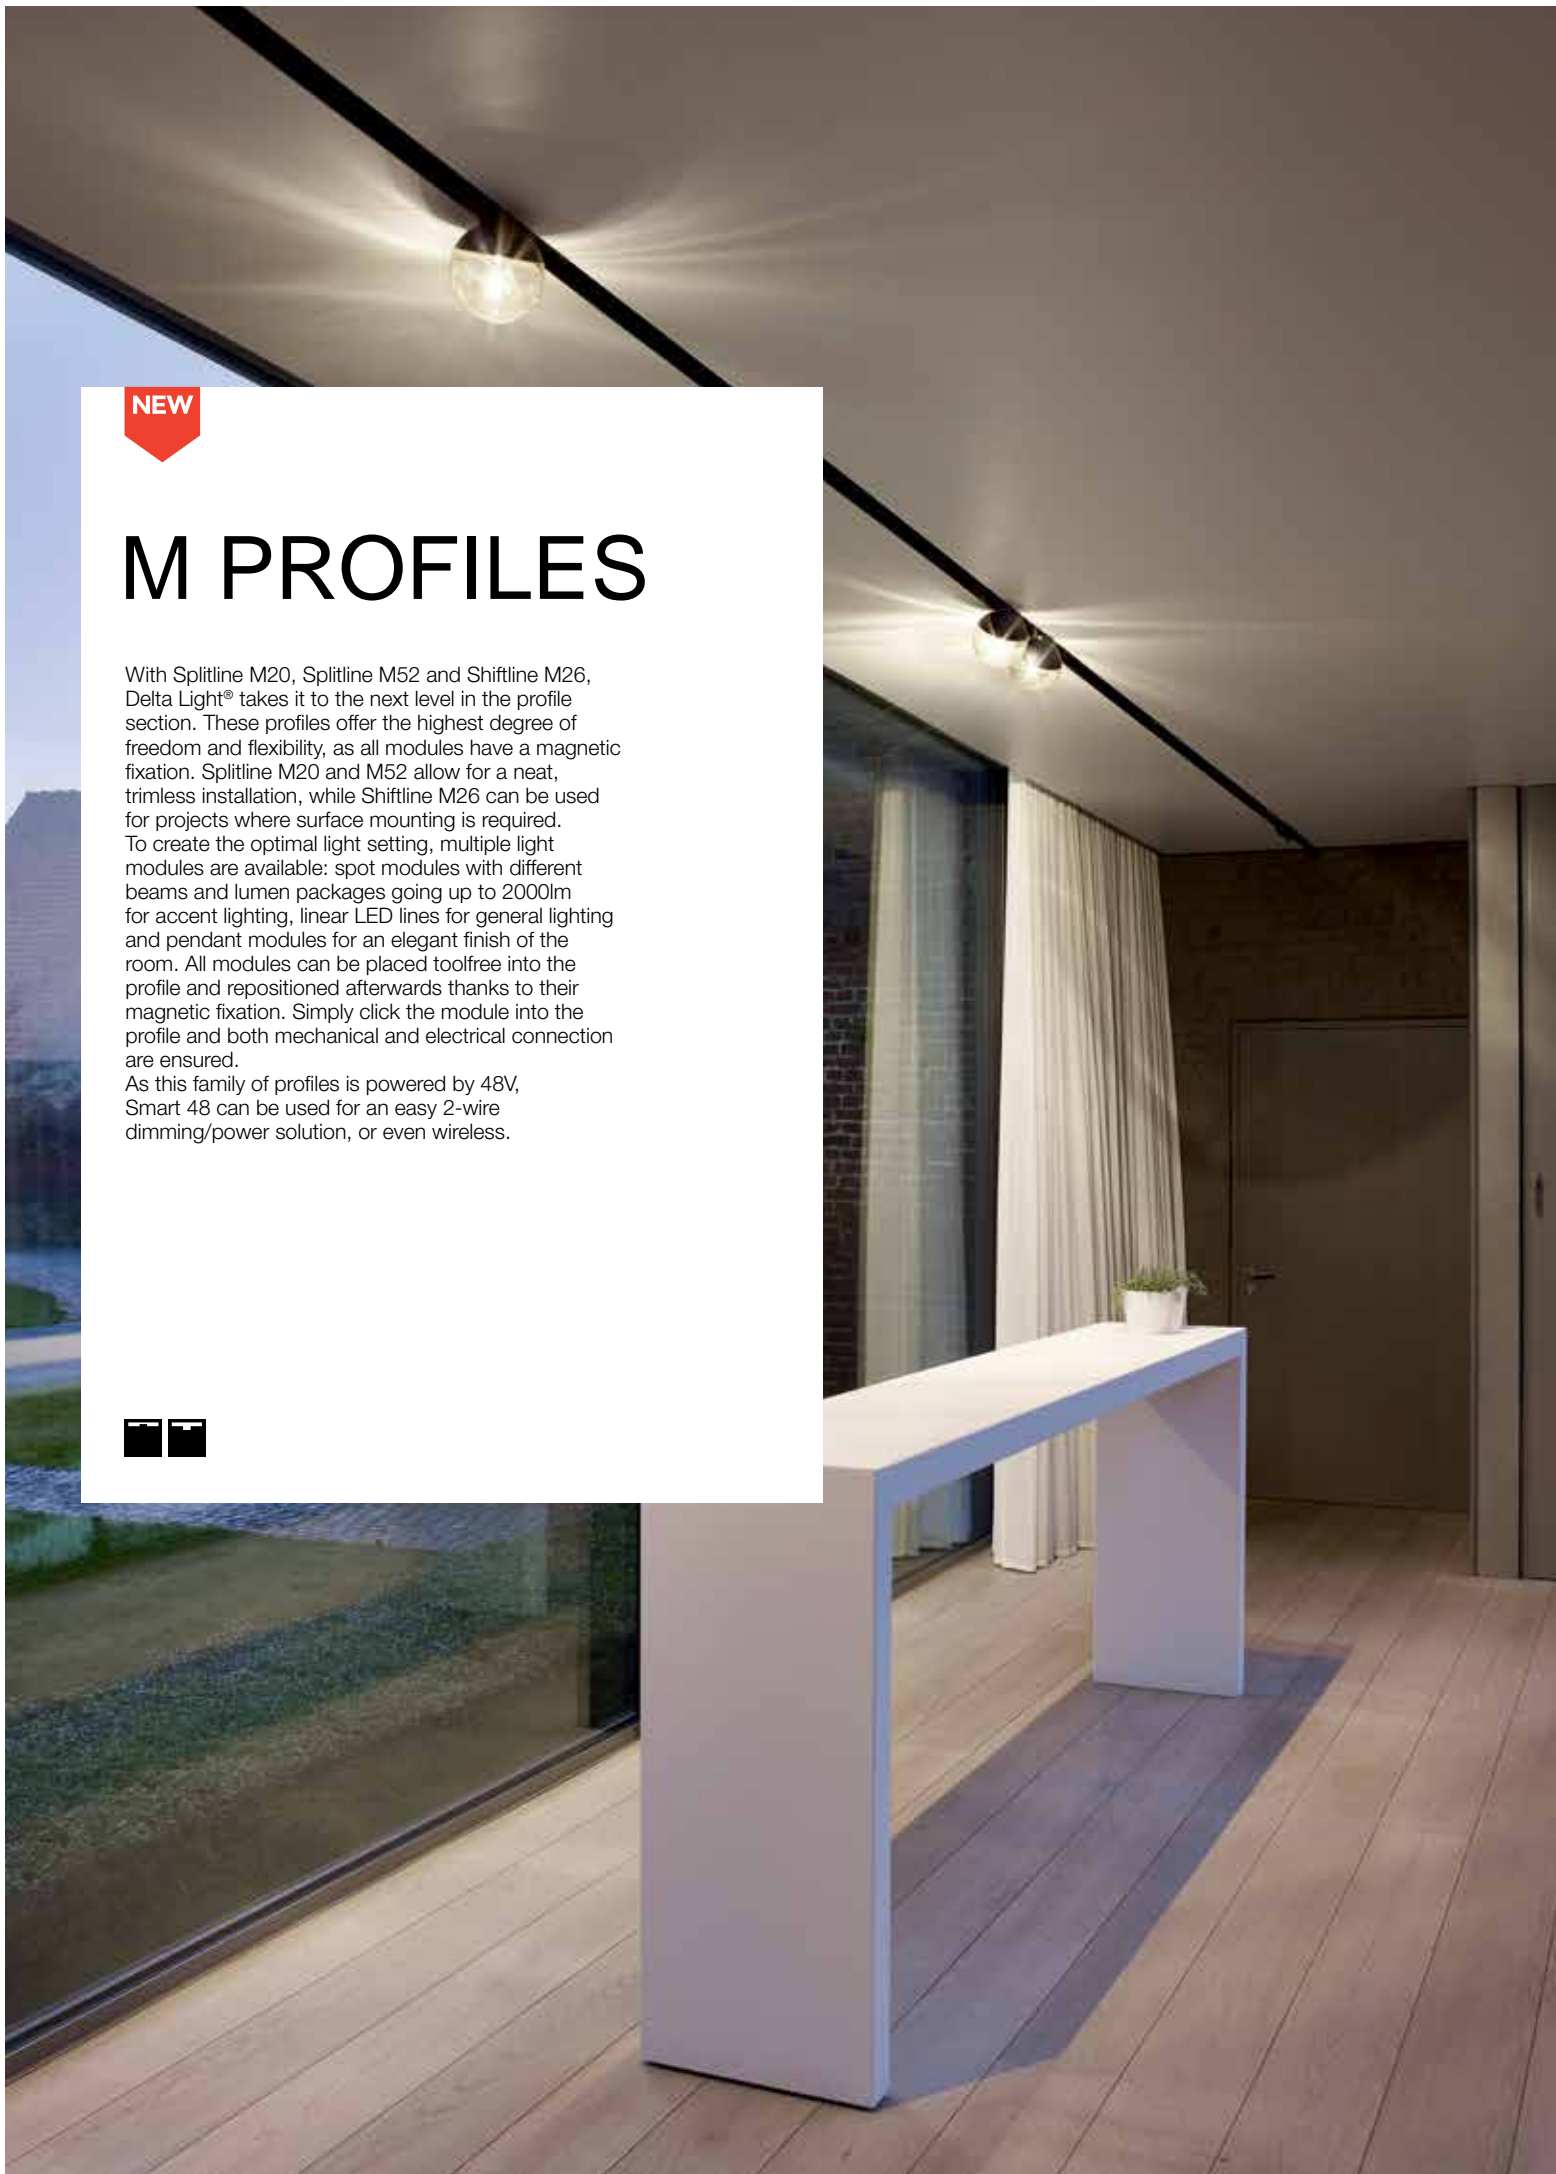 NEW
M PROFILES
With Splitline M20, Splitline M52 and Shiftline M26,
Delta Light® takes it to the next level in the profile
section. These profiles offer the highest degree of
freedom and flexibility, as all modules have a magnetic
fixation. Splitline M20 and M52 allow for a neat,
trimless installation, while Shiftline M26 can be used
for projects where surface mounting is required.
To create the optimal light setting, multiple light
modules are available: spot modules with different
beams and lumen packages going up to 2000lm
for accent lighting, linear LED lines for general lighting
and pendant modules for an elegant finish of the
room. All modules can be placed toolfree into the
profile and repositioned afterwards thanks to their
magnetic fixation. Simply click the module into the
profile and both mechanical and electrical connection
are ensured.
As this family of profiles is powered by 48V,
Smart 48 can be used for an easy 2-wire
dimming/power solution, or even wireless.